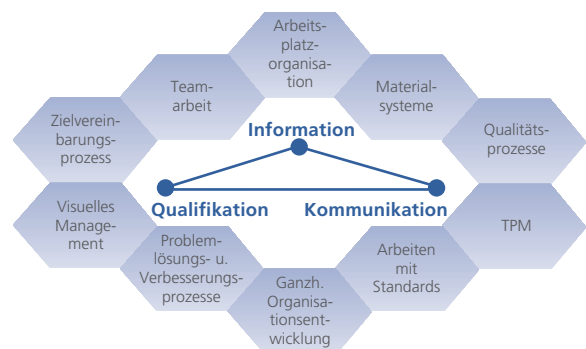 Arbeits-
platz-
organisa-
tion
Team-
arbeit
Material-
systeme
Zielverein-
barungs-
prozess
Information
Qualitäts-
prozesse
Qualifikation
Kommunikation
Visuelles
Manage-
ment
TPM
Problem-
lösungs- u.
Verbesserungs-
prozesse
Arbeiten
mit
Standards
Ganzh.
Organisa-
tionsent-
wicklung